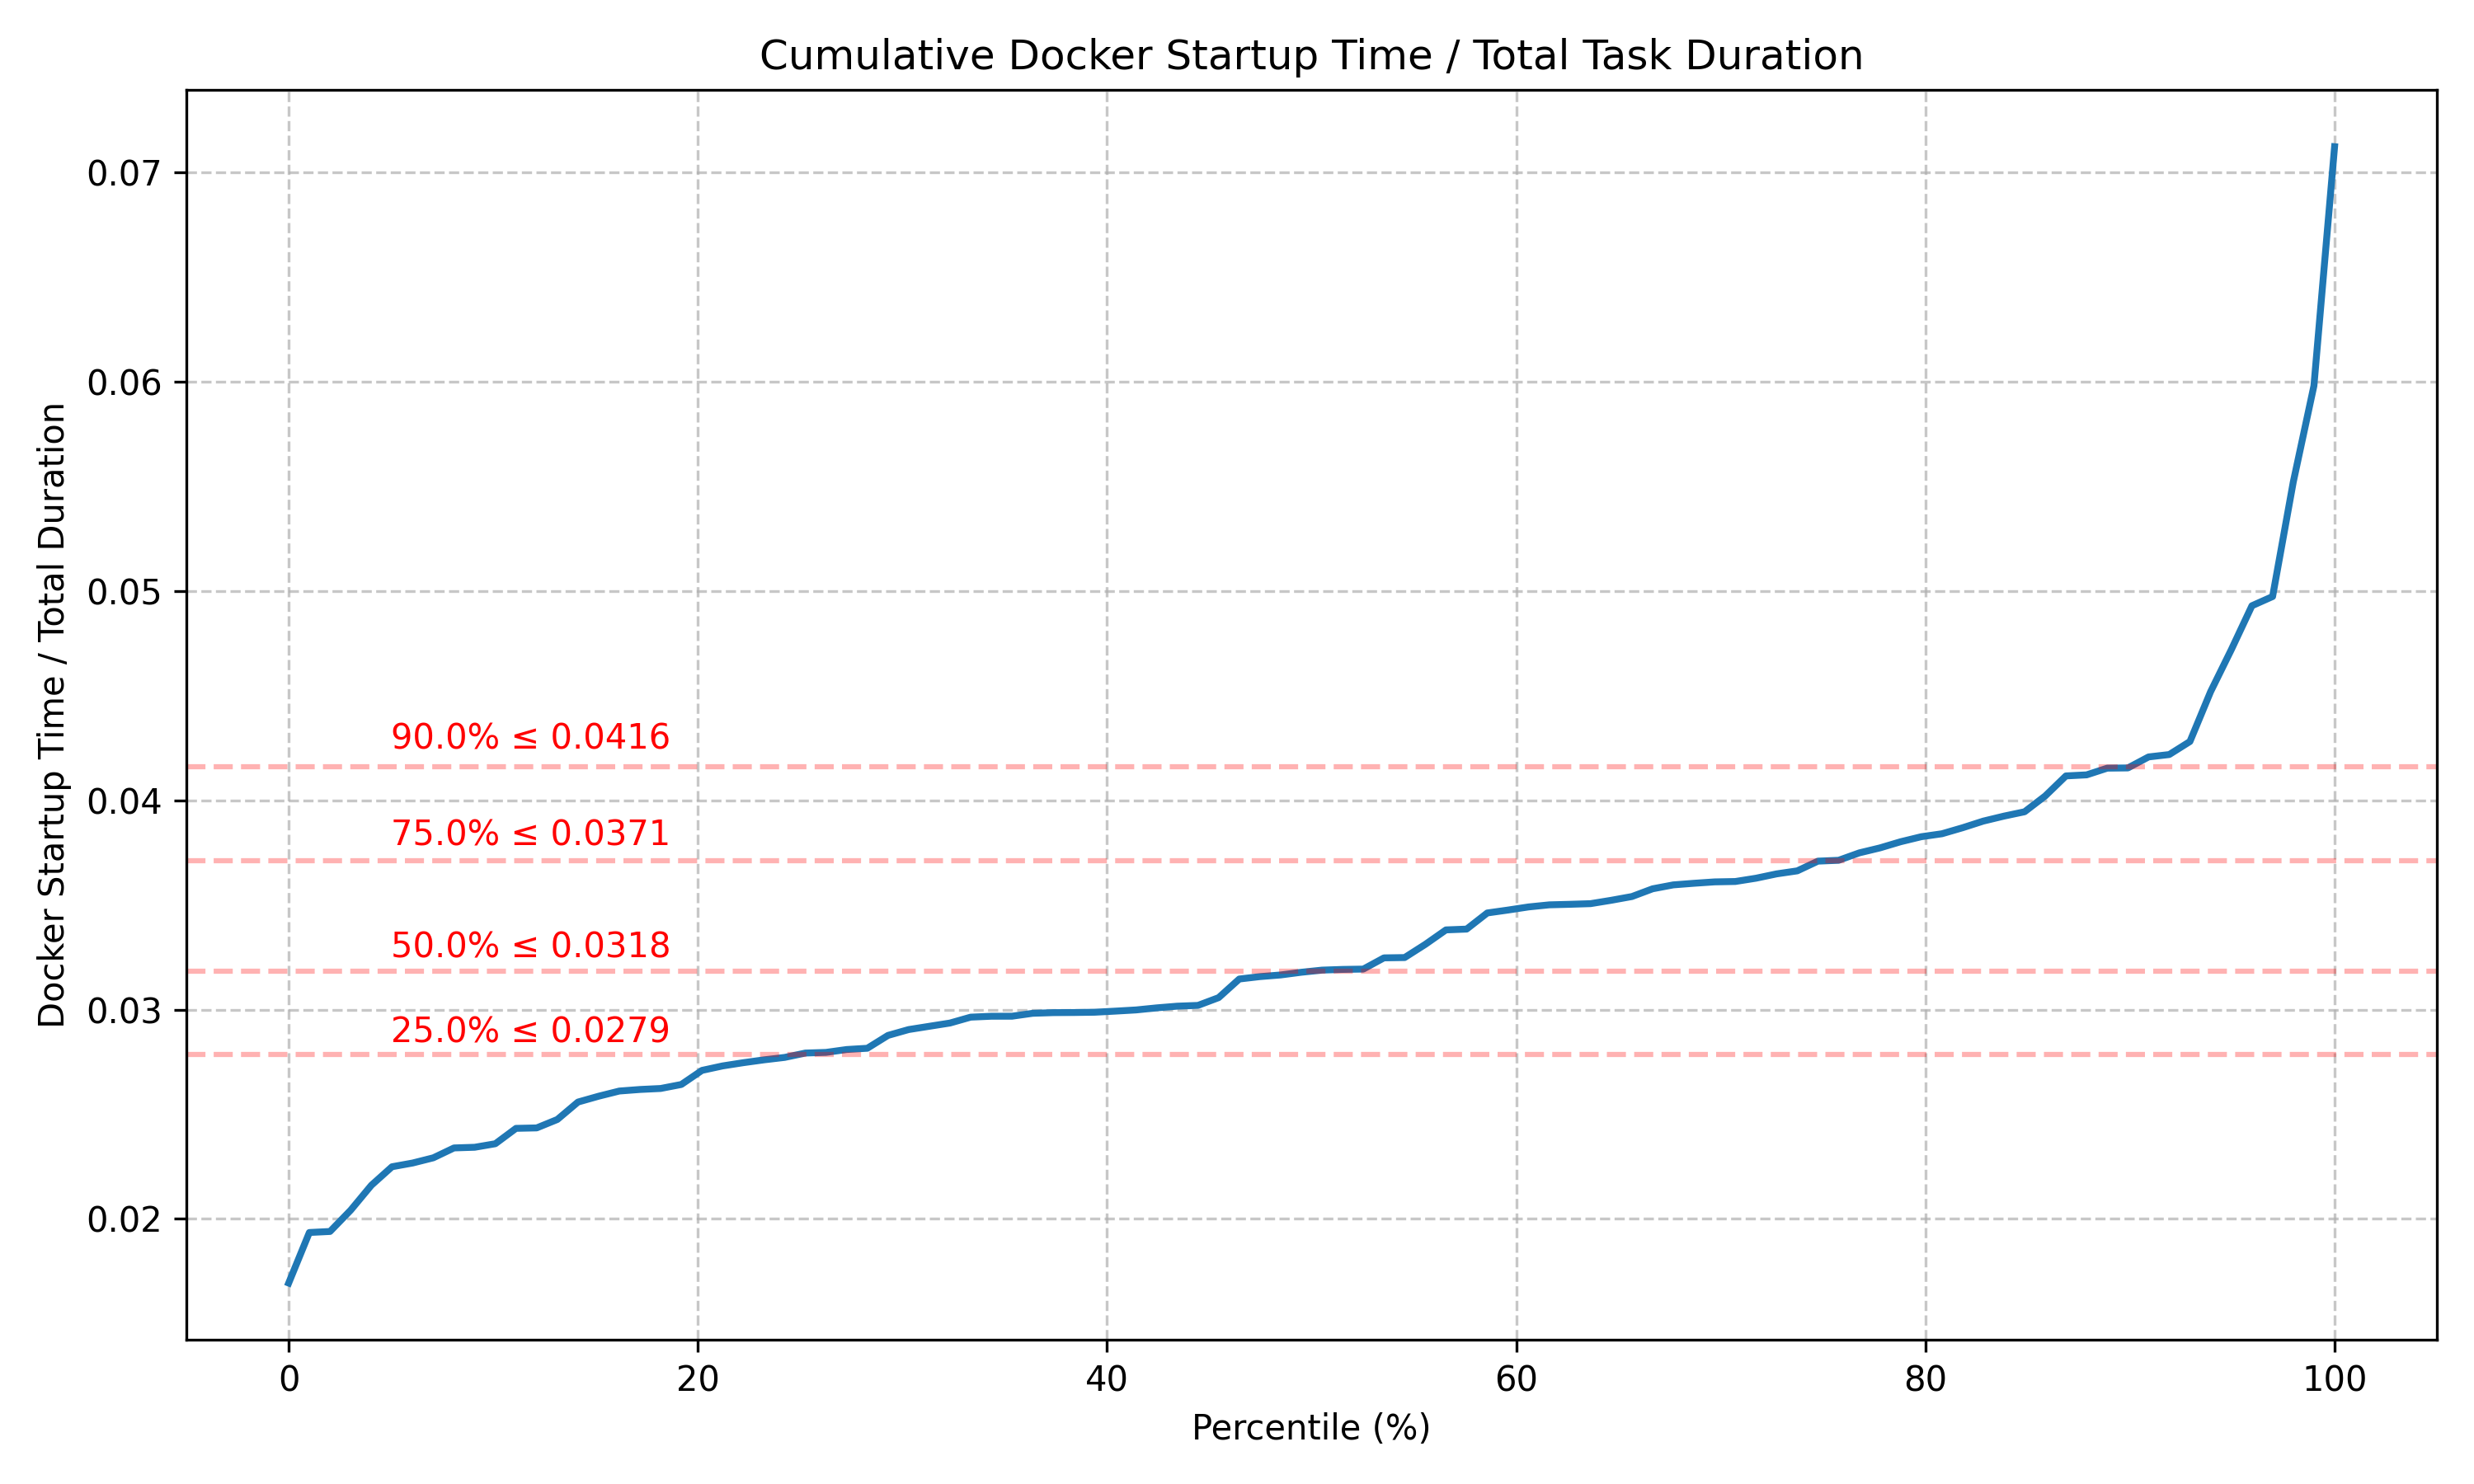 Cumulative Docker Startup Time / Total Task Duration
Docker Startup Time / Total Duration
0.07
0.06
0.05
0.04
0.03
0.02
90.0% ≤ 0.0416
75.0% ≤ 0.0371
50.0% ≤ 0.0318
25.0% ≤ 0.0279
0
20
40
60
80
100
Percentile (%)